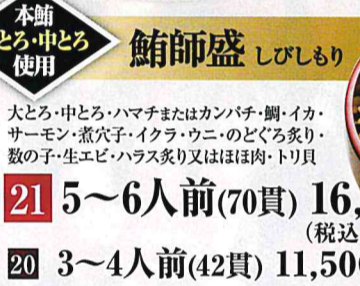 本鮪
とろ・中とろ
使用
鮪師盛 しびしもり
大とろ・中とろ・ハマチまたはカンパチ・鯛・イカ・
サーモン・煮穴子・イクラ・ウニ・のどぐろ炙り・
数の子・生エビ・ハラス炙り又はほほ肉・トリ貝
21 5〜6人前(70貫) 16,
(税込
20 3〜4人前(42貫) 11,50